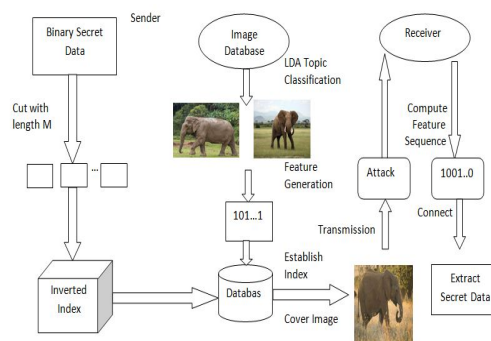 Sender
Binary Secret
Data
Cut with
length M
...
Inverted
Index
Image
Database
LDA Topic
Classification
Feature
Generation
101...1
Establish
Index
Databas
Cover Image
Receiver
Compute
Feature
Sequence
Attack
1001..0
Transmission
Connect
Extract
Secret Data